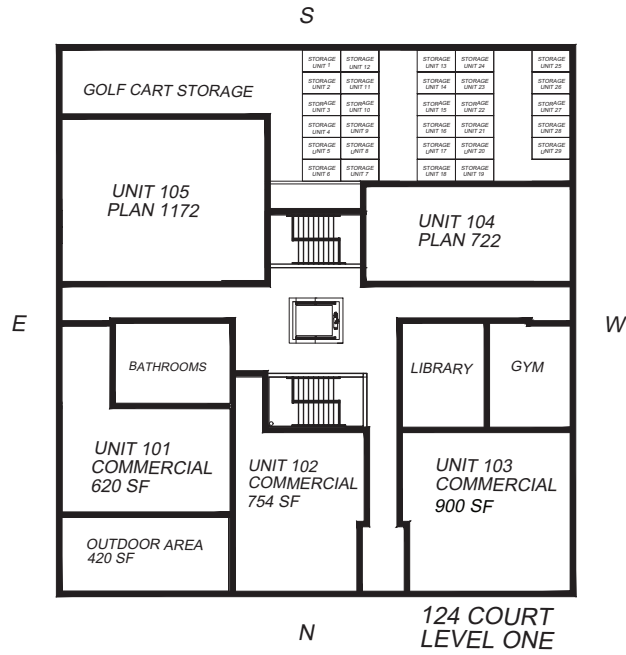 S
GOLF CART STORAGE
STORAGE
UNIT 1
STORAGE
UNIT 12
STORAGE
UNIT 13
STORAGE
UNIT 24
STORAGE
UNIT 25
STORAGE
UNIT 2
STORAGE
UNIT 11
STORAGE
UNIT 14
STORAGE
UNIT 23
STORAGE
UNIT 26
STORAGE
UNIT 3
STORAGE
UNIT 10
STORAGE
UNIT 15
STORAGE
UNIT 22
STORAGE
UNIT 27
STORAGE
UNIT 4
STORAGE
UNIT 9
STORAGE
UNIT 16
STORAGE
UNIT 21
STORAGE
UNIT 28
STORAGE
UNIT 5
STORAGE
UNIT 8
STORAGE
UNIT 17
STORAGE
UNIT 20
STORAGE
UNIT 29
STORAGE
UNIT 6
STORAGE
UNIT 7
STORAGE
UNIT 18
STORAGE
UNIT 19
UNIT 105
PLAN 1172
UNIT 104
PLAN 722
E
W
BATHROOMS
LIBRARY
GYM
UNIT 101
COMMERCIAL
620 SF
UNIT 102
COMMERCIAL
754 SF
UNIT 103
COMMERCIAL
900 SF
OUTDOOR AREA
420 SF
N
124 COURT
LEVEL ONE